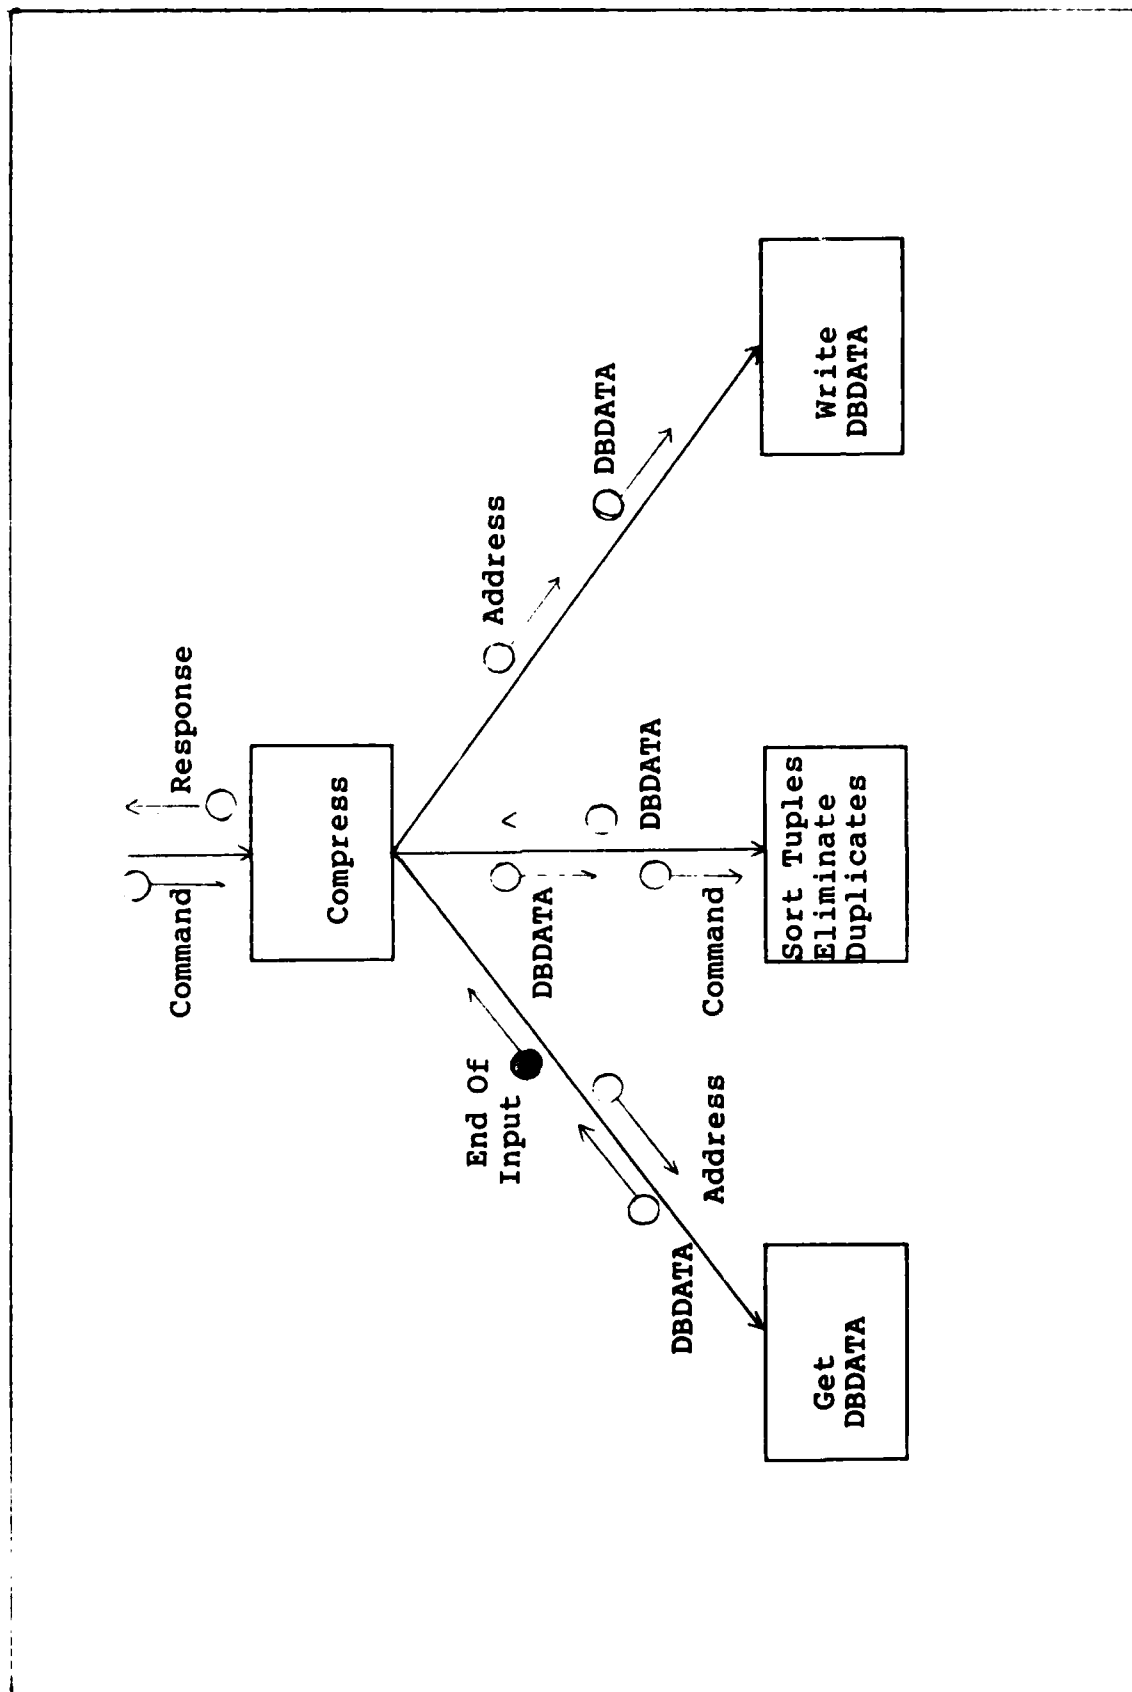 Command
Response
Compress
End Of
Input
Address
DBDATA
DBDATA
DBDATA
DBDATA
Address
Command
Get
DBDATA
Sort Tuples
Eliminate
Duplicates
Write
DBDATA